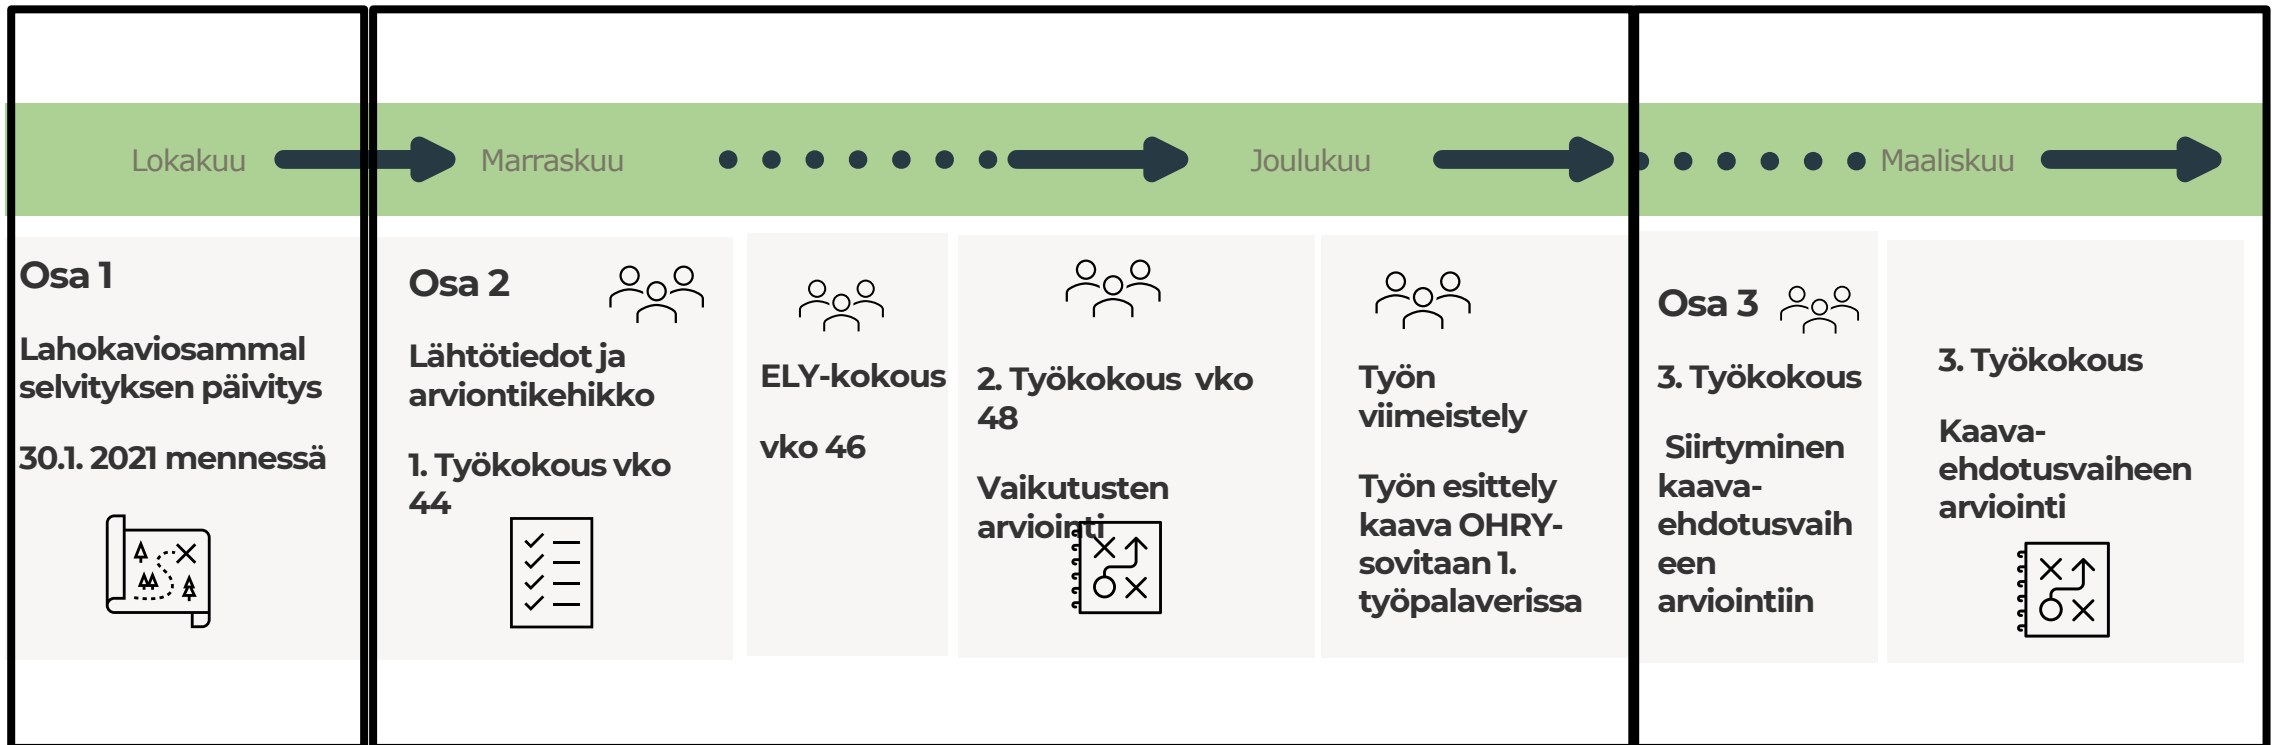 Lokakuu
Marraskuu
Joulukuu
Maaliskuu
Osa 1
Lahokaviosammal
selvityksen päivitys
30.1. 2021 mennessä
Osa 2
Lähtötiedot ja
arviontikehikko
1. Työkokous vko
44
ELY-kokous
vko 46
2. Työkokous vko
48
Vaikutusten
arviointi
Työn
viimeistely
Työn esittely
kaava OHRY-
sovitaan 1.
työpalaverissa
Osa 3
3. Työkokous
Siirtyminen
kaava-
ehdotusvaih
een
arviointiin
3. Työkokous
Kaava-
ehdotusvaiheen
arviointi